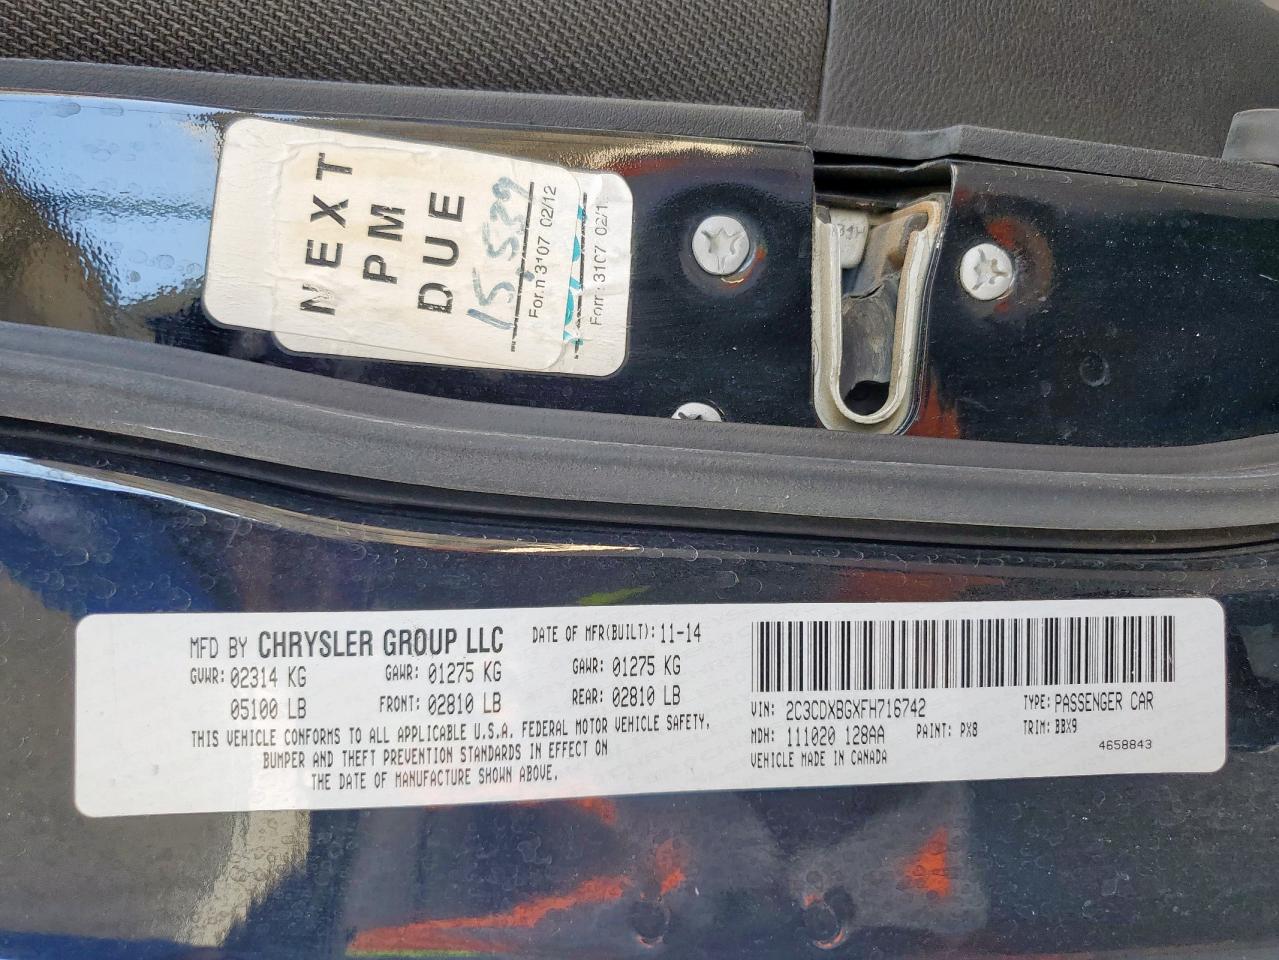 NEXT
PM
DUE
15,539
Form 3107 02/12
Form 3107 02/1
MFD BY CHRYSLER GROUP LLC DATE OF MFR(BUILT): 11-14
GVWR: 02314 KG GAWR: 01275 KG GAWR: 01275 KG
05100 LB FRONT: 02810 LB REAR: 02810 LB
THIS VEHICLE CONFORMS TO ALL APPLICABLE U.S.A. FEDERAL MOTOR VEHICLE SAFETY,
BUMPER AND THEFT PREVENTION STANDARDS IN EFFECT ON
THE DATE OF MANUFACTURE SHOWN ABOVE.
VIN: 2C3CDXBGXFH716742 TYPE: PASSENGER CAR
MDH: 111020 128AA PAINT: PX8 TRIM: BBX9
VEHICLE MADE IN CANADA 4658843